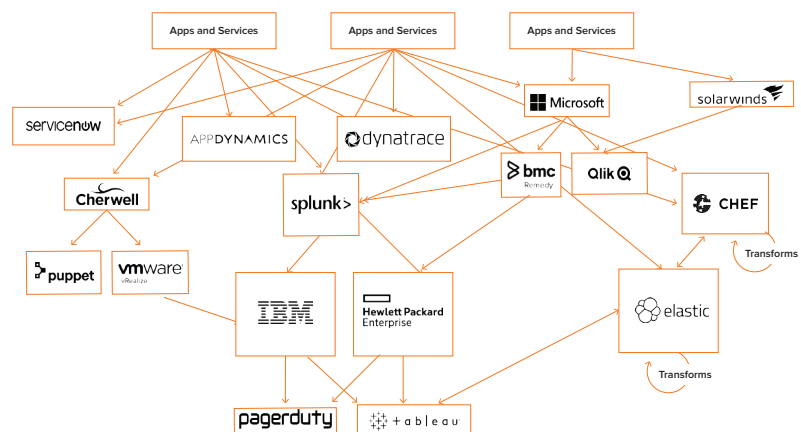 Apps and Services
Apps and Services
Apps and Services
Microsoft
solarwinds
servicenow
APPDYNAMICS
dynatrace
bmc
Remedy
Qlik
Cherwell
splunk>
CHEF
Transforms
puppet
vmware
vRealize
IBM
Hewlett Packard
Enterprise
elastic
Transforms
pagerduty
+ableau